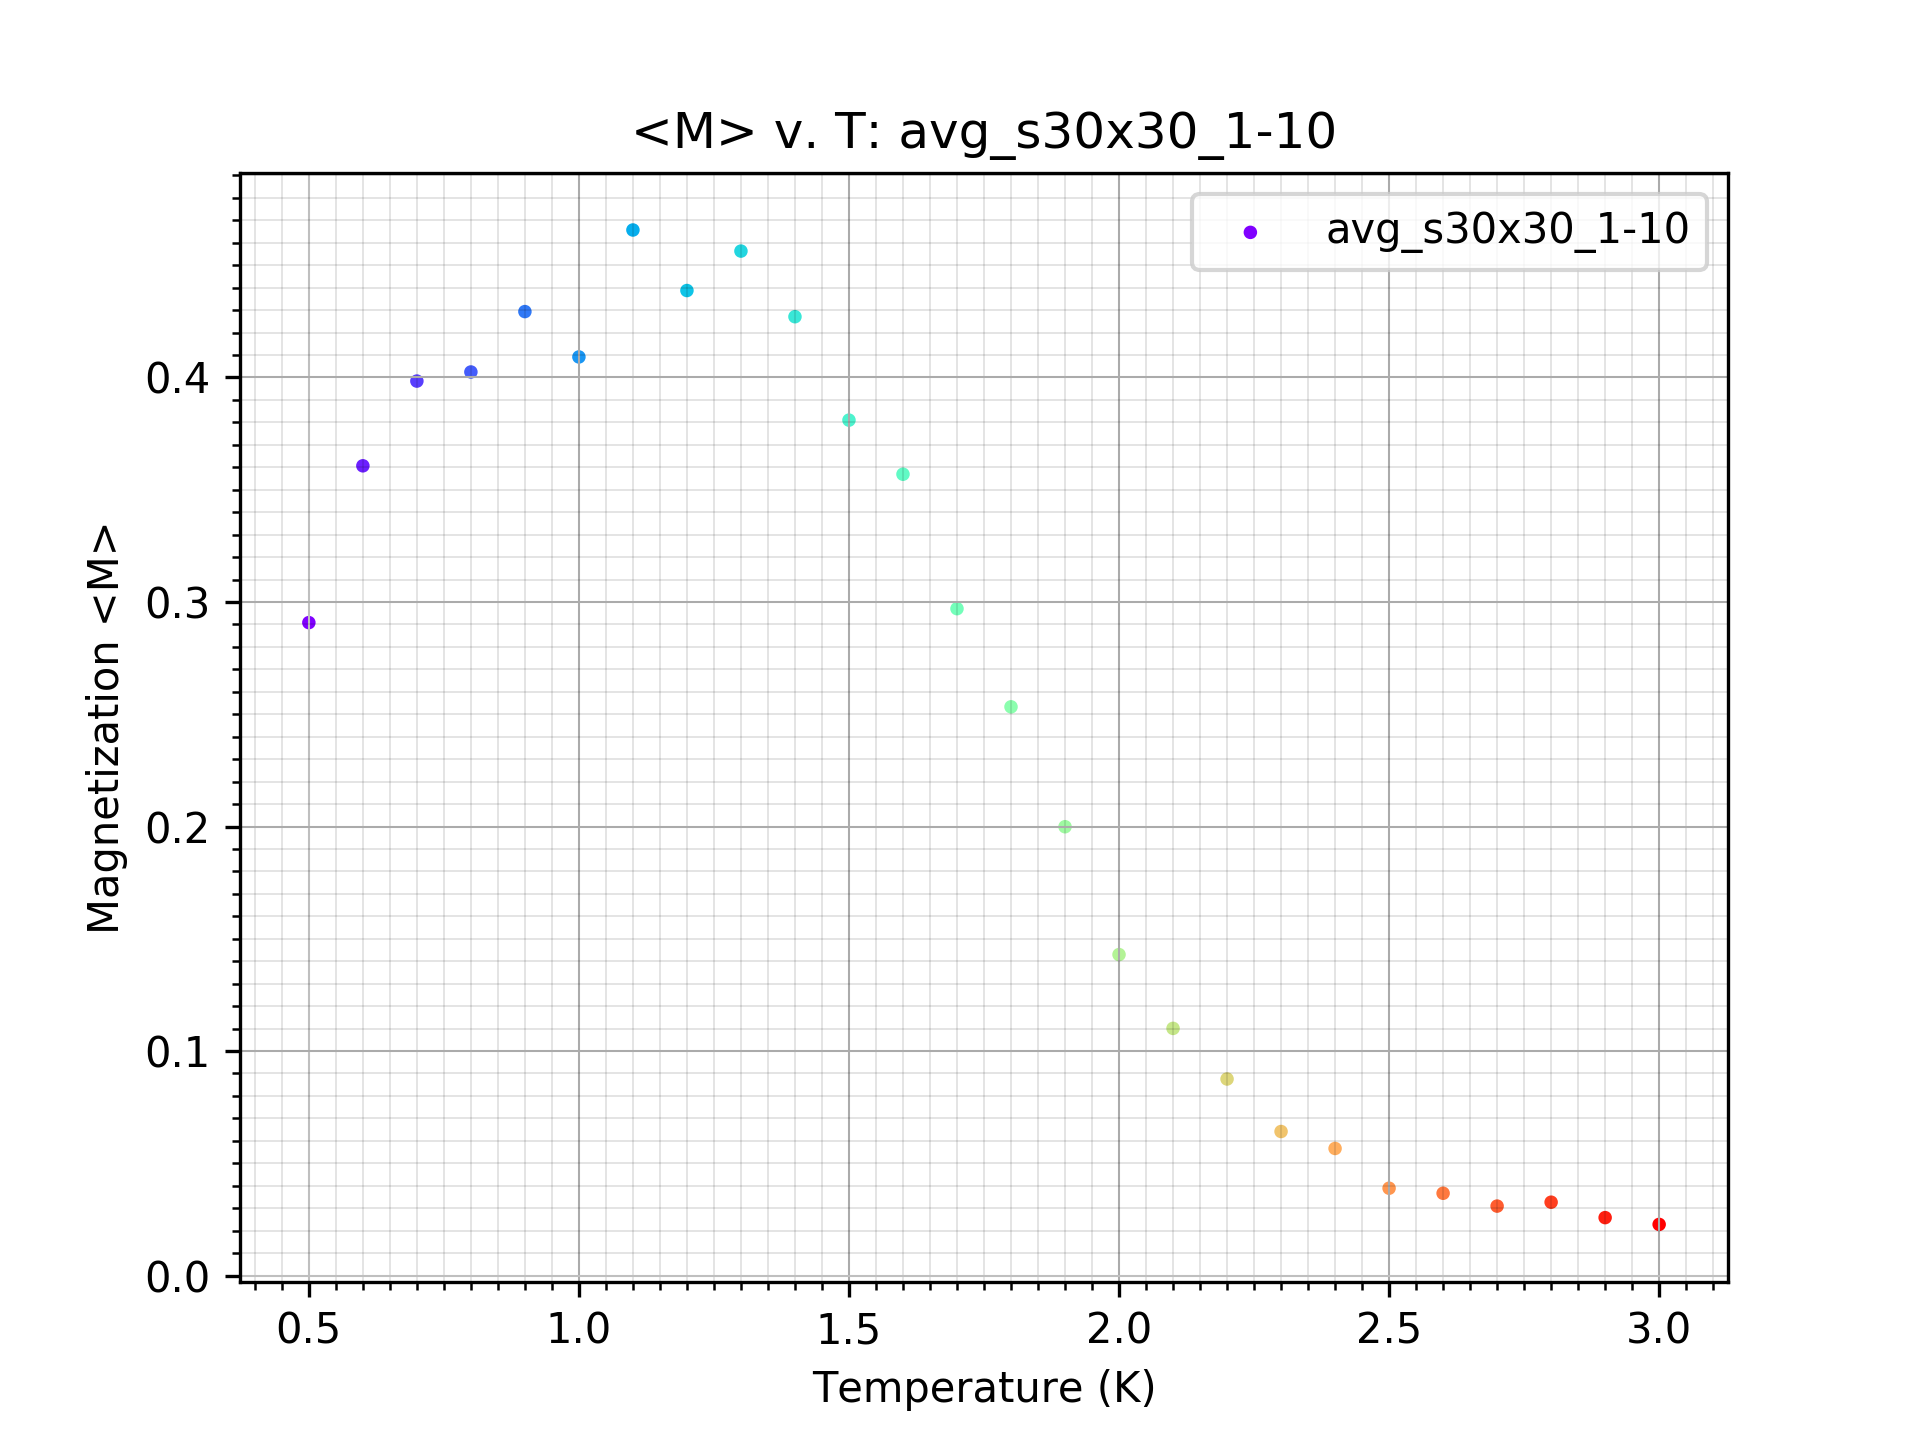 <M> v. T: avg_s30x30_1-10
avg_s30x30_1-10
Magnetization <M>
0.4
0.3
0.2
0.1
0.0
0.5 1.0 1.5 2.0 2.5 3.0
Temperature (K)